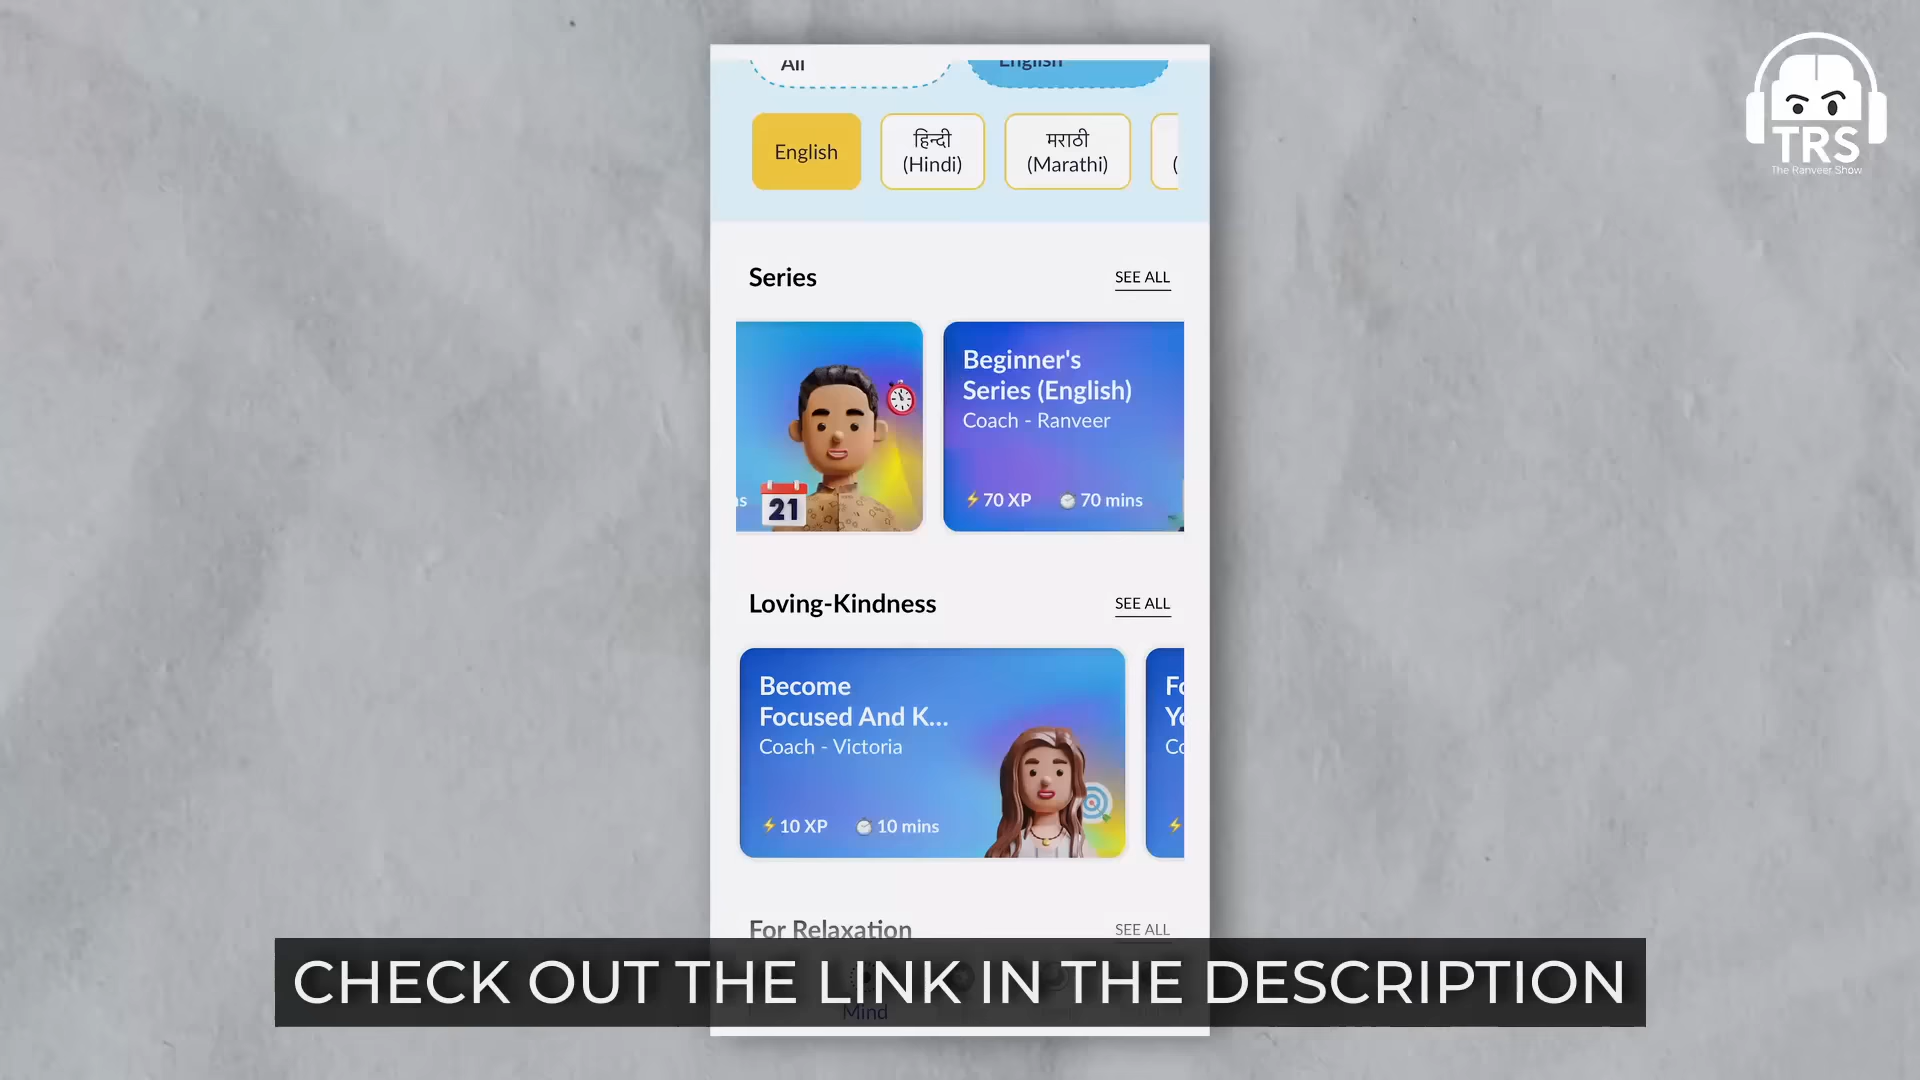 All
English
English
हिन्दी
(Hindi)
मराठी
(Marathi)
(
TRS
The Ranveer Show
Series
SEE ALL
21
Beginner's
Series (English)
Coach - Ranveer
70 XP
70 mins
Loving-Kindness
SEE ALL
Become
Focused And K...
Coach - Victoria
10 XP
10 mins
For Relaxation
SEE ALL
CHECK OUT THE LINK IN THE DESCRIPTION
Mind